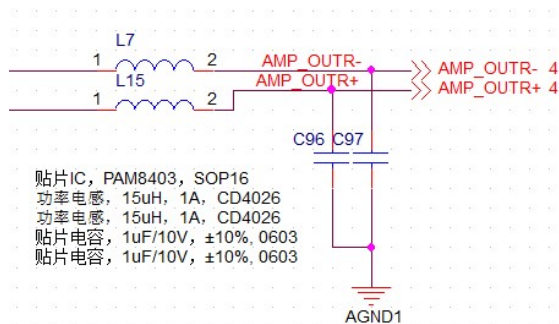 L7
1 2 AMP_OUTR- AMP_OUTR- 4
L15 AMP_OUTR+ AMP_OUTR+ 4
1 2
C96 C97
贴片IC，PAM8403，SOP16
功率电感，15uH，1A，CD4026
功率电感，15uH，1A，CD4026
贴片电容，1uF/10V，±10%, 0603
贴片电容，1uF/10V，±10%, 0603
AGND1